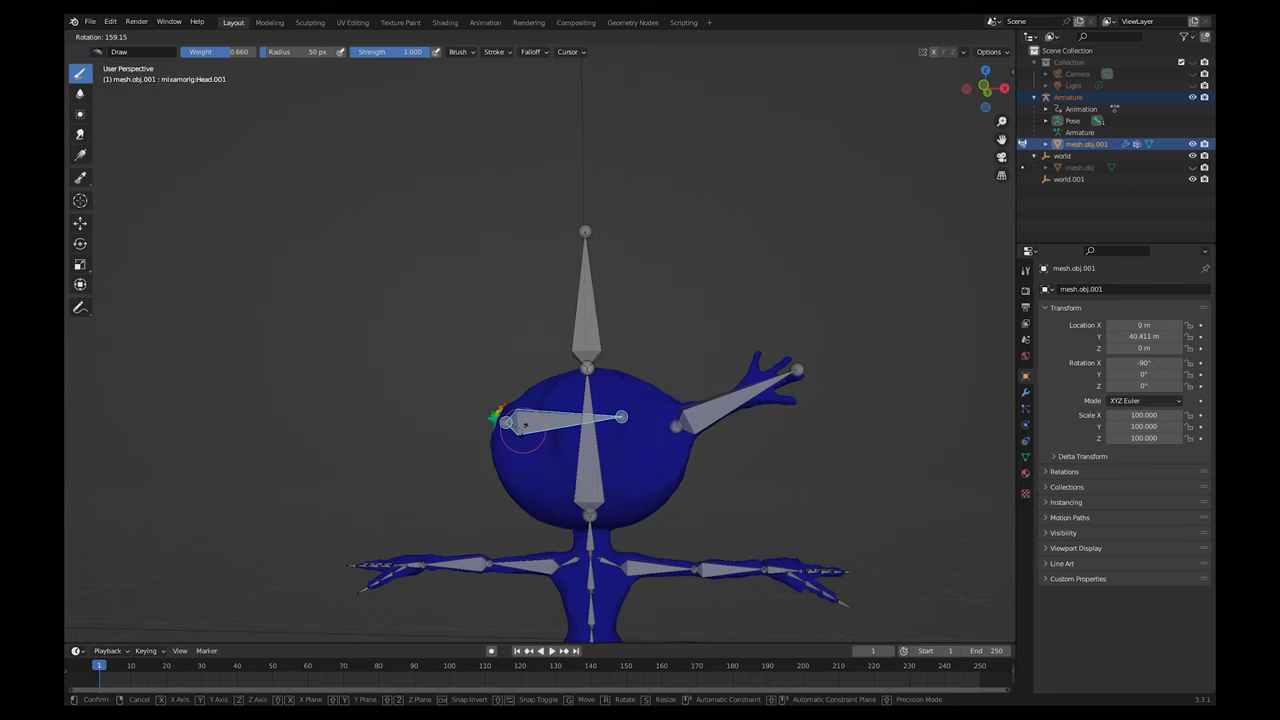 File Edit Render Window Help Layout Modeling Sculpting UV Editing Texture Paint Shading Animation Rendering Compositing Geometry Nodes Scripting + Scene ViewLayer
Rotation: 159.15
Draw Weight 0.660 Radius 50 px Strength 1.000 Brush Stroke Falloff Cursor X Y Z Options
User Perspective
(1) mesh.obj.001 : mixamorig:Head.001
Z
X
Y
Scene Collection
Collection
Camera
Light
Armature
Animation
Pose
Armature
mesh.obj.001
world
mesh.obj
world.001
mesh.obj.001
mesh.obj.001
Transform
Location X 0 m
Y 40.411 m
Z 0 m
Rotation X -90°
Y 0°
Z 0°
Mode XYZ Euler
Scale X 100.000
Y 100.000
Z 100.000
Delta Transform
Relations
Collections
Instancing
Motion Paths
Visibility
Viewport Display
Line Art
Custom Properties
Playback Keying View Marker 1 Start 1 End 250
1 10 20 30 40 50 60 70 80 90 100 110 120 130 140 150 160 170 180 190 200 210 220 230 240 250
Confirm Cancel X X Axis Y Y Axis Z Z Axis X X Plane Y Y Plane Z Z Plane Snap Invert Snap Toggle G Move R Rotate S Resize Automatic Constraint Automatic Constraint Plane Precision Mode 3.3.1